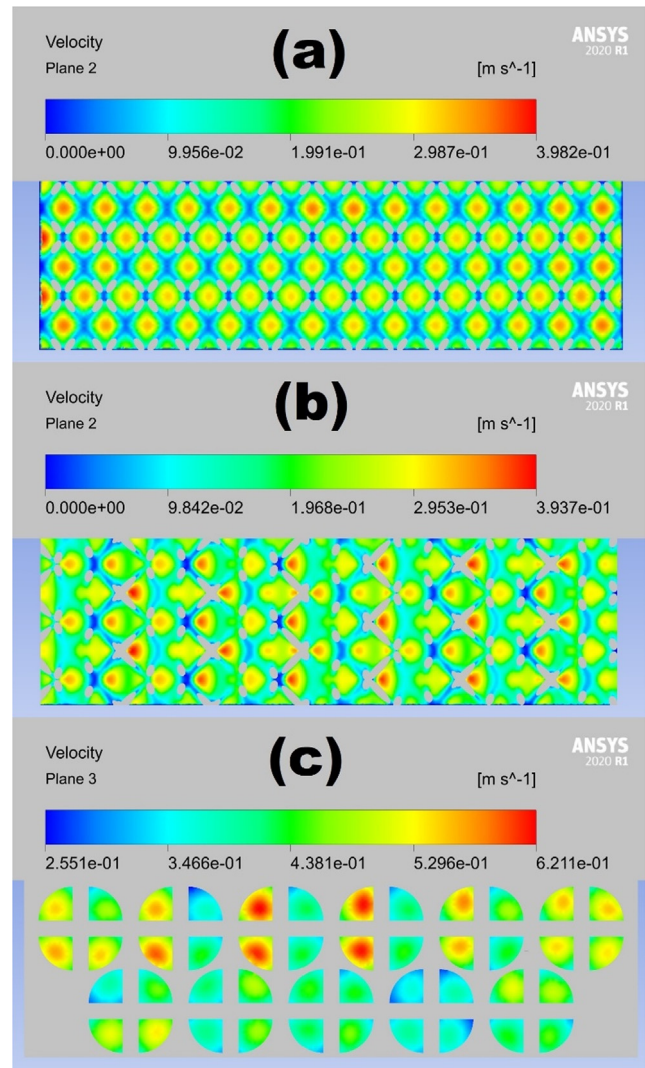 Velocity
Plane 2
(a)
ANSYS
2020 R1
[m s^-1]
0.000e+00 9.956e-02 1.991e-01 2.987e-01 3.982e-01
Velocity
Plane 2
(b)
ANSYS
2020 R1
[m s^-1]
0.000e+00 9.842e-02 1.968e-01 2.953e-01 3.937e-01
Velocity
Plane 3
(c)
ANSYS
2020 R1
[m s^-1]
2.551e-01 3.466e-01 4.381e-01 5.296e-01 6.211e-01